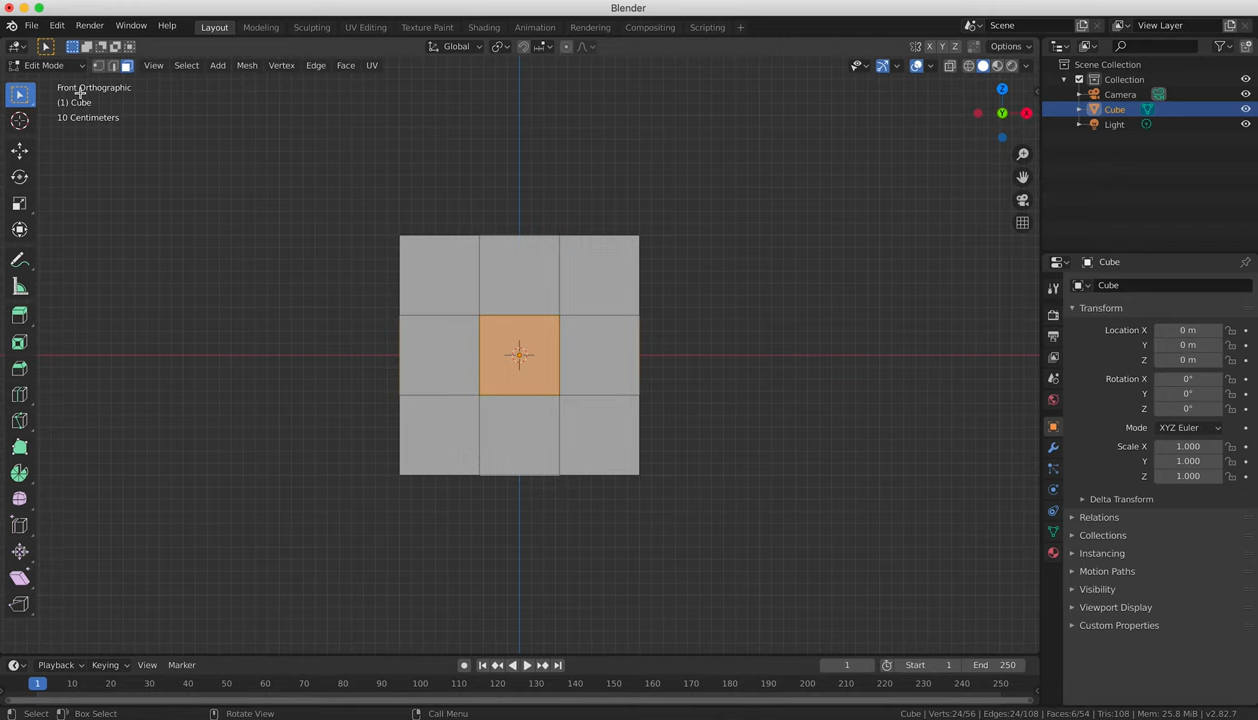 Blender
File Edit Render Window Help Layout Modeling Sculpting UV Editing Texture Paint Shading Animation Rendering Compositing Scripting + Scene View Layer
Global X Y Z Options
Edit Mode View Select Add Mesh Vertex Edge Face UV
Front Orthographic
(1) Cube
10 Centimeters
Scene Collection
Collection
Camera
Cube
Light
Cube
Cube
Transform
Location X 0 m
Y 0 m
Z 0 m
Rotation X 0°
Y 0°
Z 0°
Mode XYZ Euler
Scale X 1.000
Y 1.000
Z 1.000
Delta Transform
Relations
Collections
Instancing
Motion Paths
Visibility
Viewport Display
Custom Properties
Playback Keying View Marker 1 Start 1 End 250
1 10 20 30 40 50 60 70 80 90 100 110 120 130 140 150 160 170 180 190 200 210 220 230 240 250
Select Box Select Rotate View Call Menu Cube | Verts:24/56 | Edges:24/108 | Faces:6/54 | Tris:108 | Mem: 25.8 MiB | v2.82.7